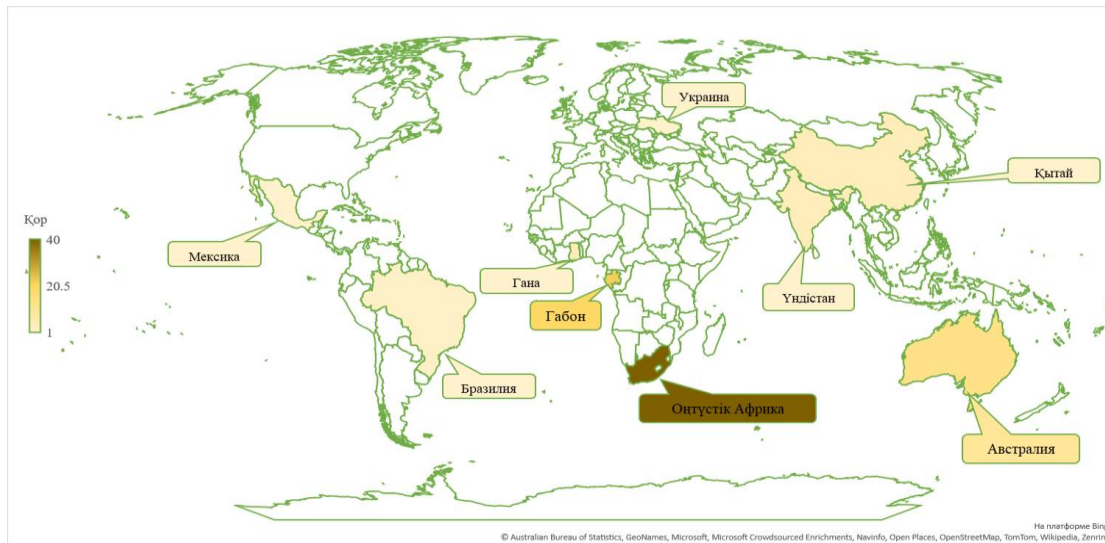 Украина
Қытай
Қор
40
20.5
1
Мексика
Гана
Габон
Үндістан
Бразилия
Оңтүстік Африка
Австралия
На платформе Bing
© Australian Bureau of Statistics, GeoNames, Microsoft, Microsoft Crowdsourced Enrichments, Navinfo, Open Places, OpenStreetMap, TomTom, Wikipedia, Zenrin